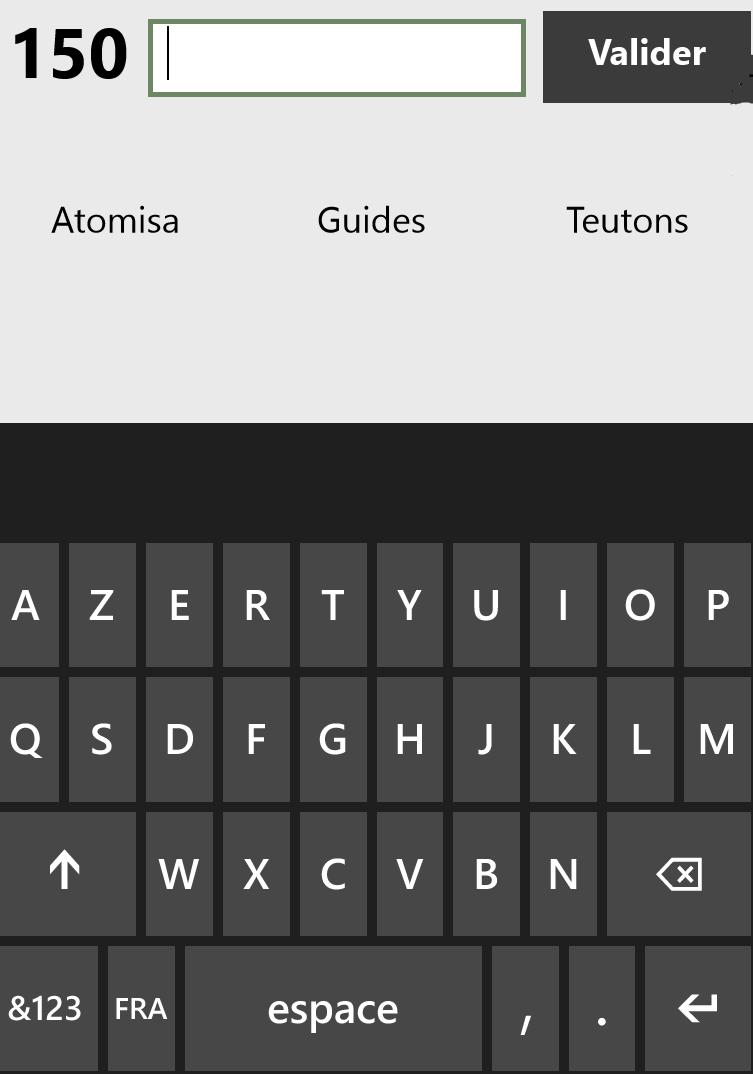 150 Valider
Atomisa Guides Teutons
A Z E R T Y U I O P
Q S D F G H J K L M
W X C V B N
&123 FRA espace , .